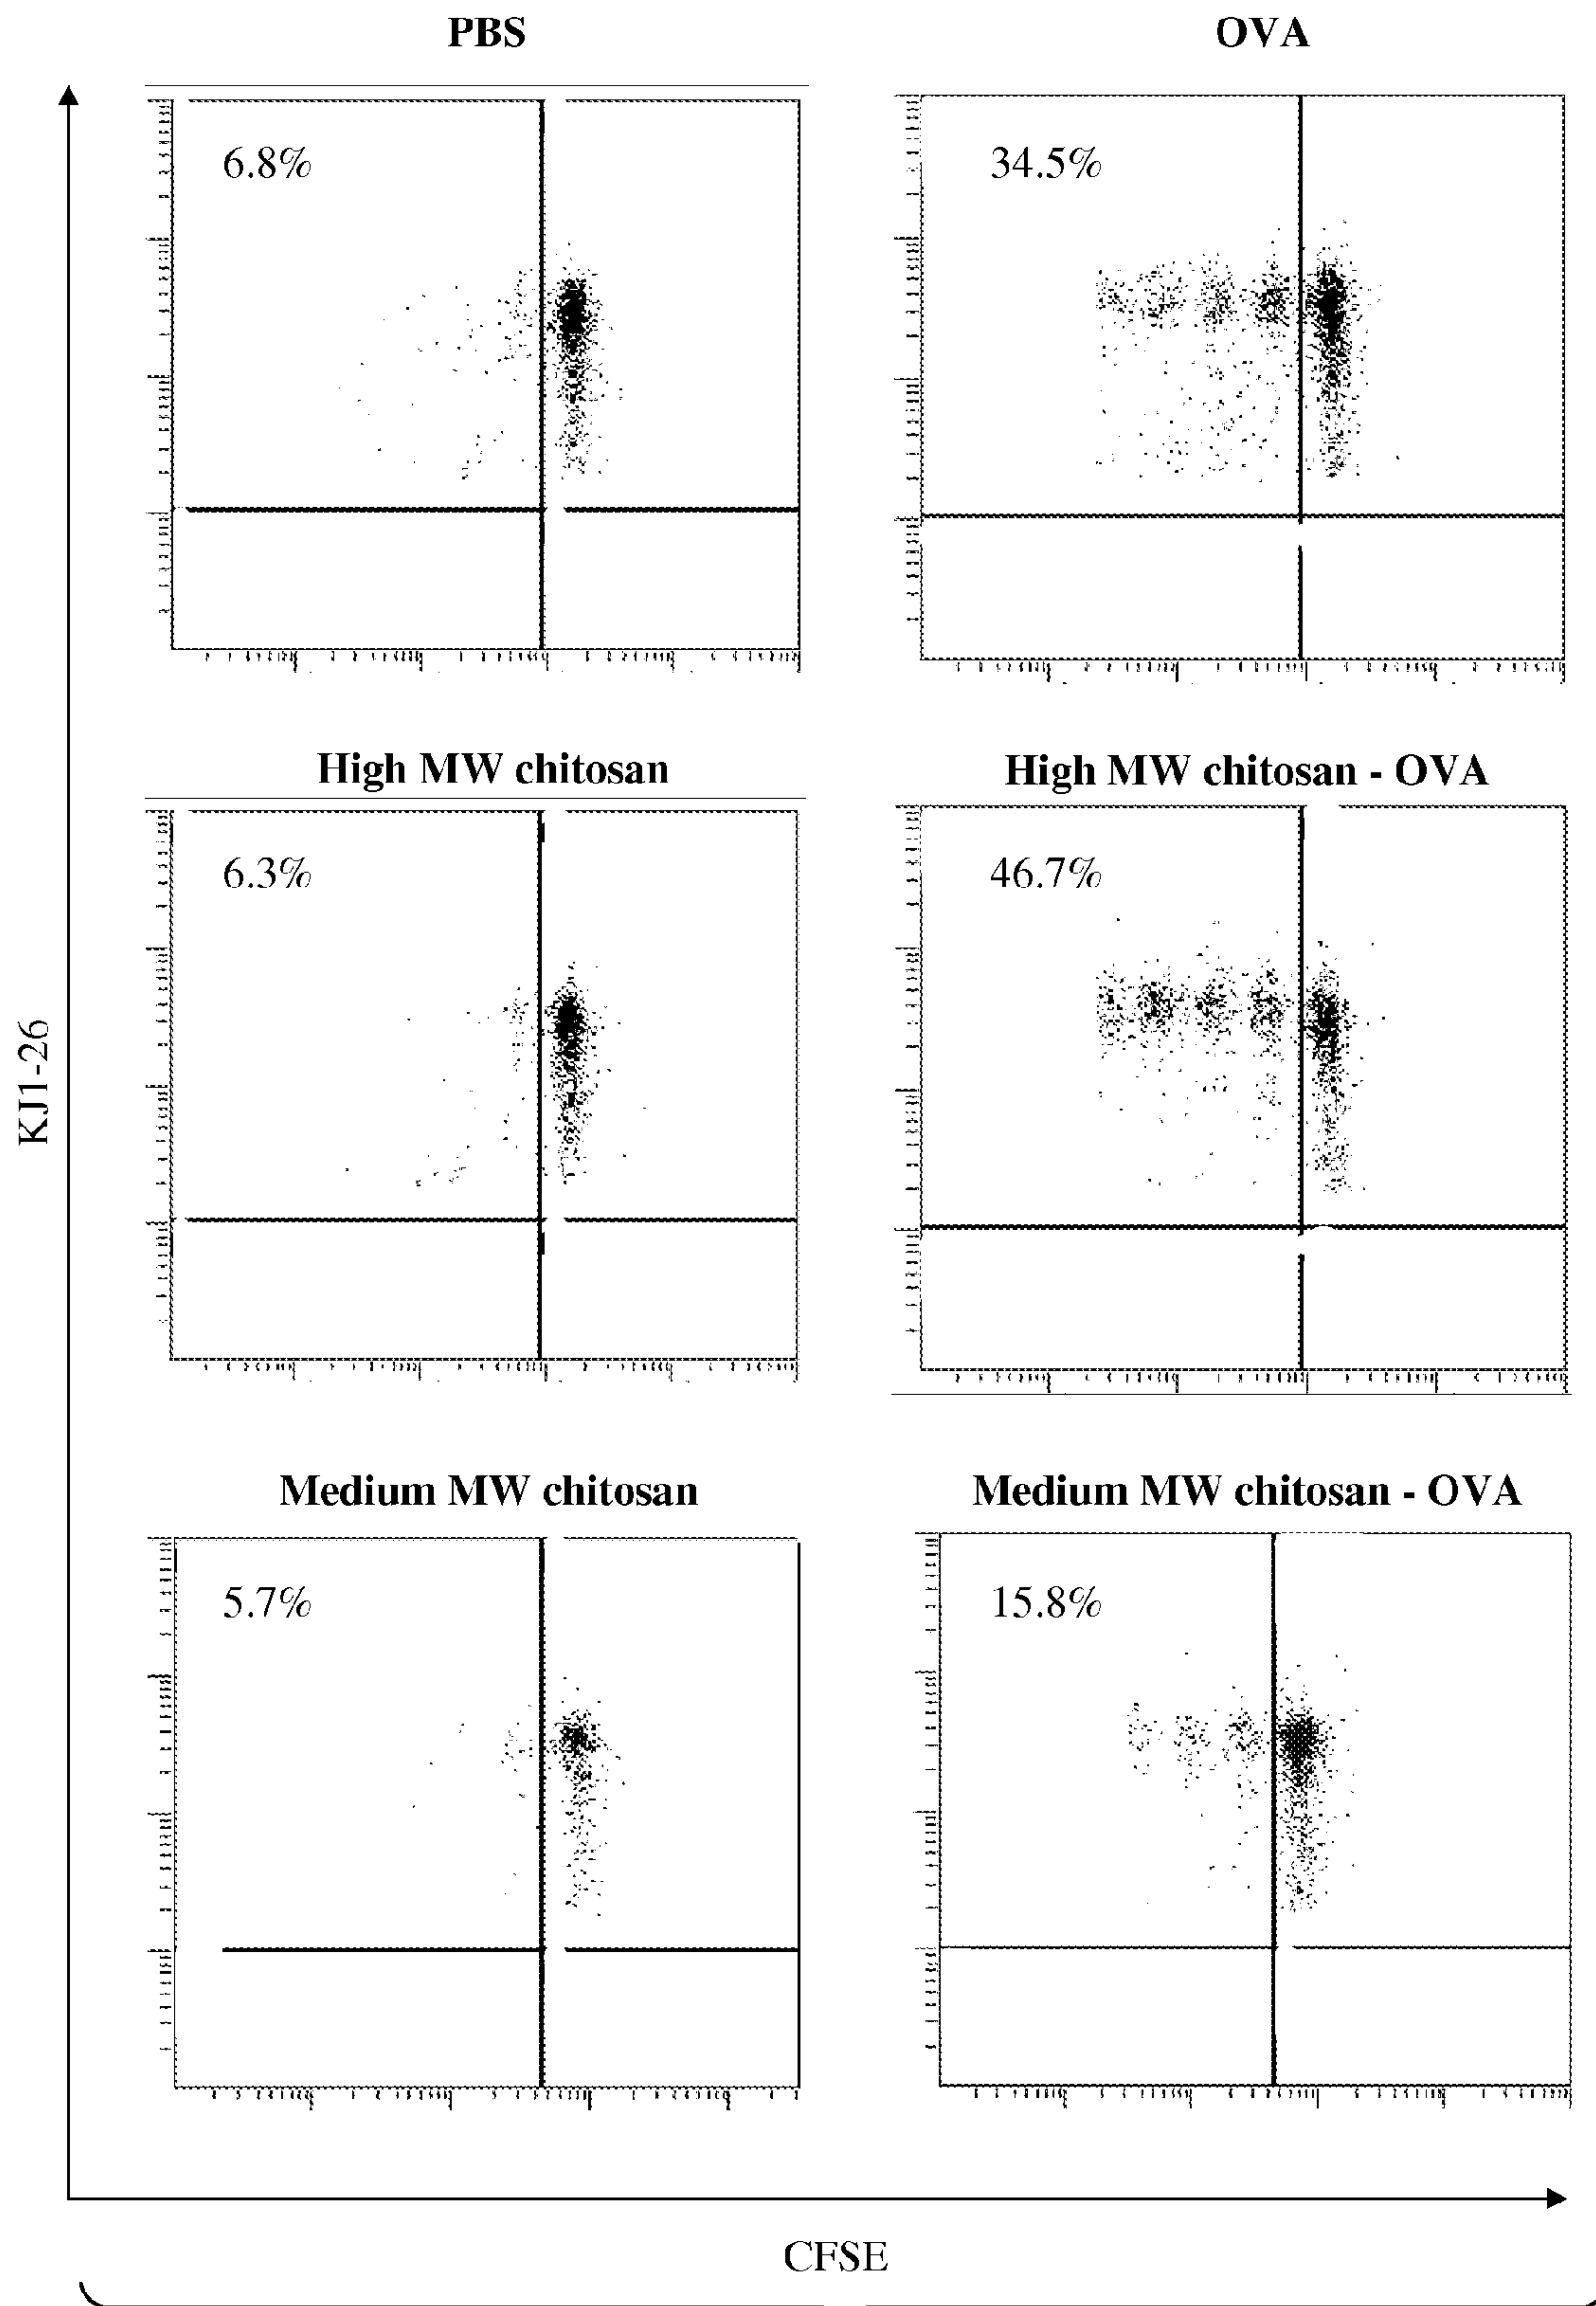 PBS
OVA
6.8%
34.5%
High MW chitosan
High MW chitosan - OVA
6.3%
46.7%
KJ1-26
Medium MW chitosan
Medium MW chitosan - OVA
5.7%
15.8%
CFSE